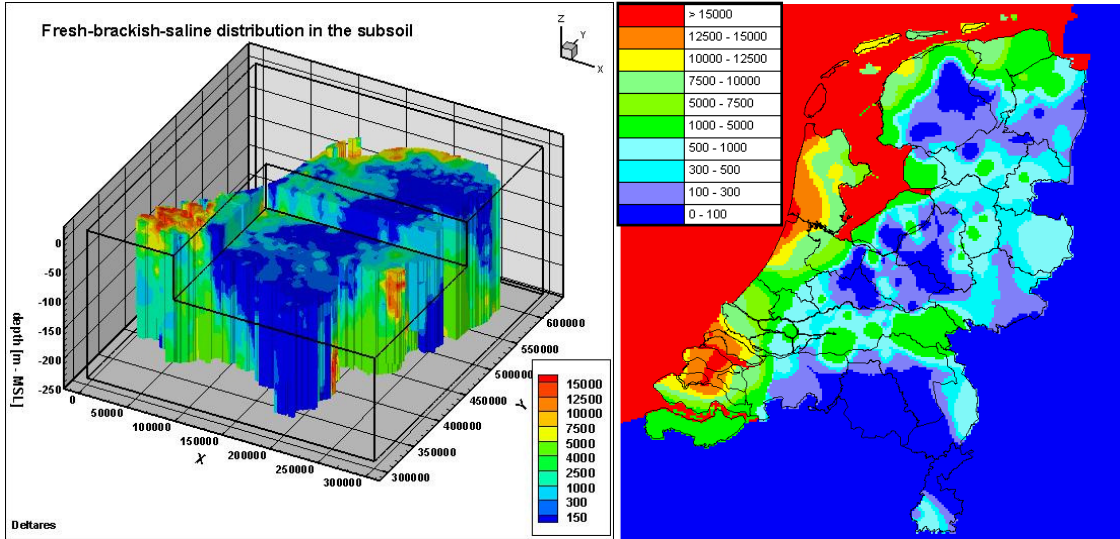 Fresh-brackish-saline distribution in the subsoil
Z
Y
X
0
-50
-100
-150
-200
-250
depth [m - MSL]
0
50000
100000
150000
200000
250000
300000
X
300000
350000
400000
450000
500000
550000
600000
Y
15000
12500
10000
7500
5000
4000
2500
1000
300
150
Deltares
> 15000
12500 - 15000
10000 - 12500
7500 - 10000
5000 - 7500
1000 - 5000
500 - 1000
300 - 500
100 - 300
0 - 100